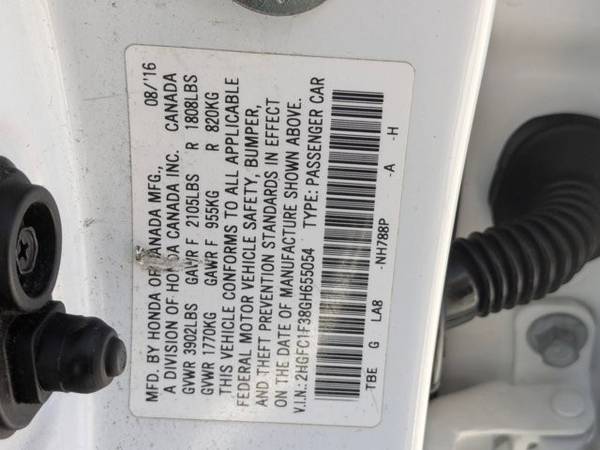 MFD. BY HONDA OF CANADA MFG., 08/16
A DIVISION OF HONDA CANADA INC. CANADA
GVWR 3902LBS GAWR F 2105LBS R 1808LBS
GVWR 1770KG GAWR F 955KG R 820KG
THIS VEHICLE CONFORMS TO ALL APPLICABLE
FEDERAL MOTOR VEHICLE SAFETY, BUMPER,
AND THEFT PREVENTION STANDARDS IN EFFECT
ON THE DATE OF MANUFACTURE SHOWN ABOVE.
V.I.N.: 2HGFC1F38GH655054 TYPE: PASSENGER CAR
TBE G LA8 -NH788P -A -H